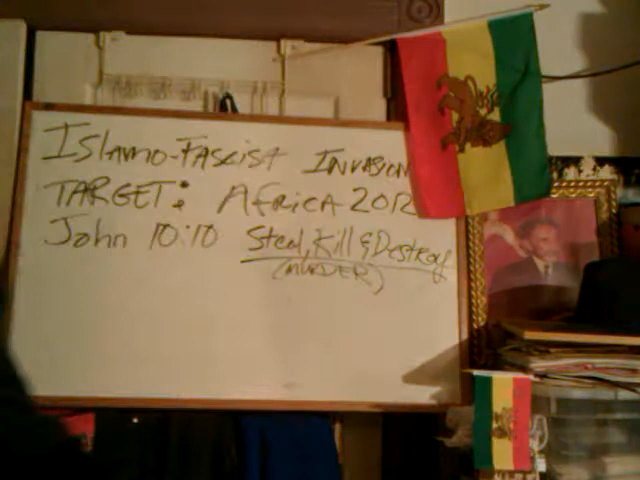 Islamo-Fascist Invasion
TARGET: Africa 2012
John 10:10 Steal, Kill & Destroy
(MURDER)